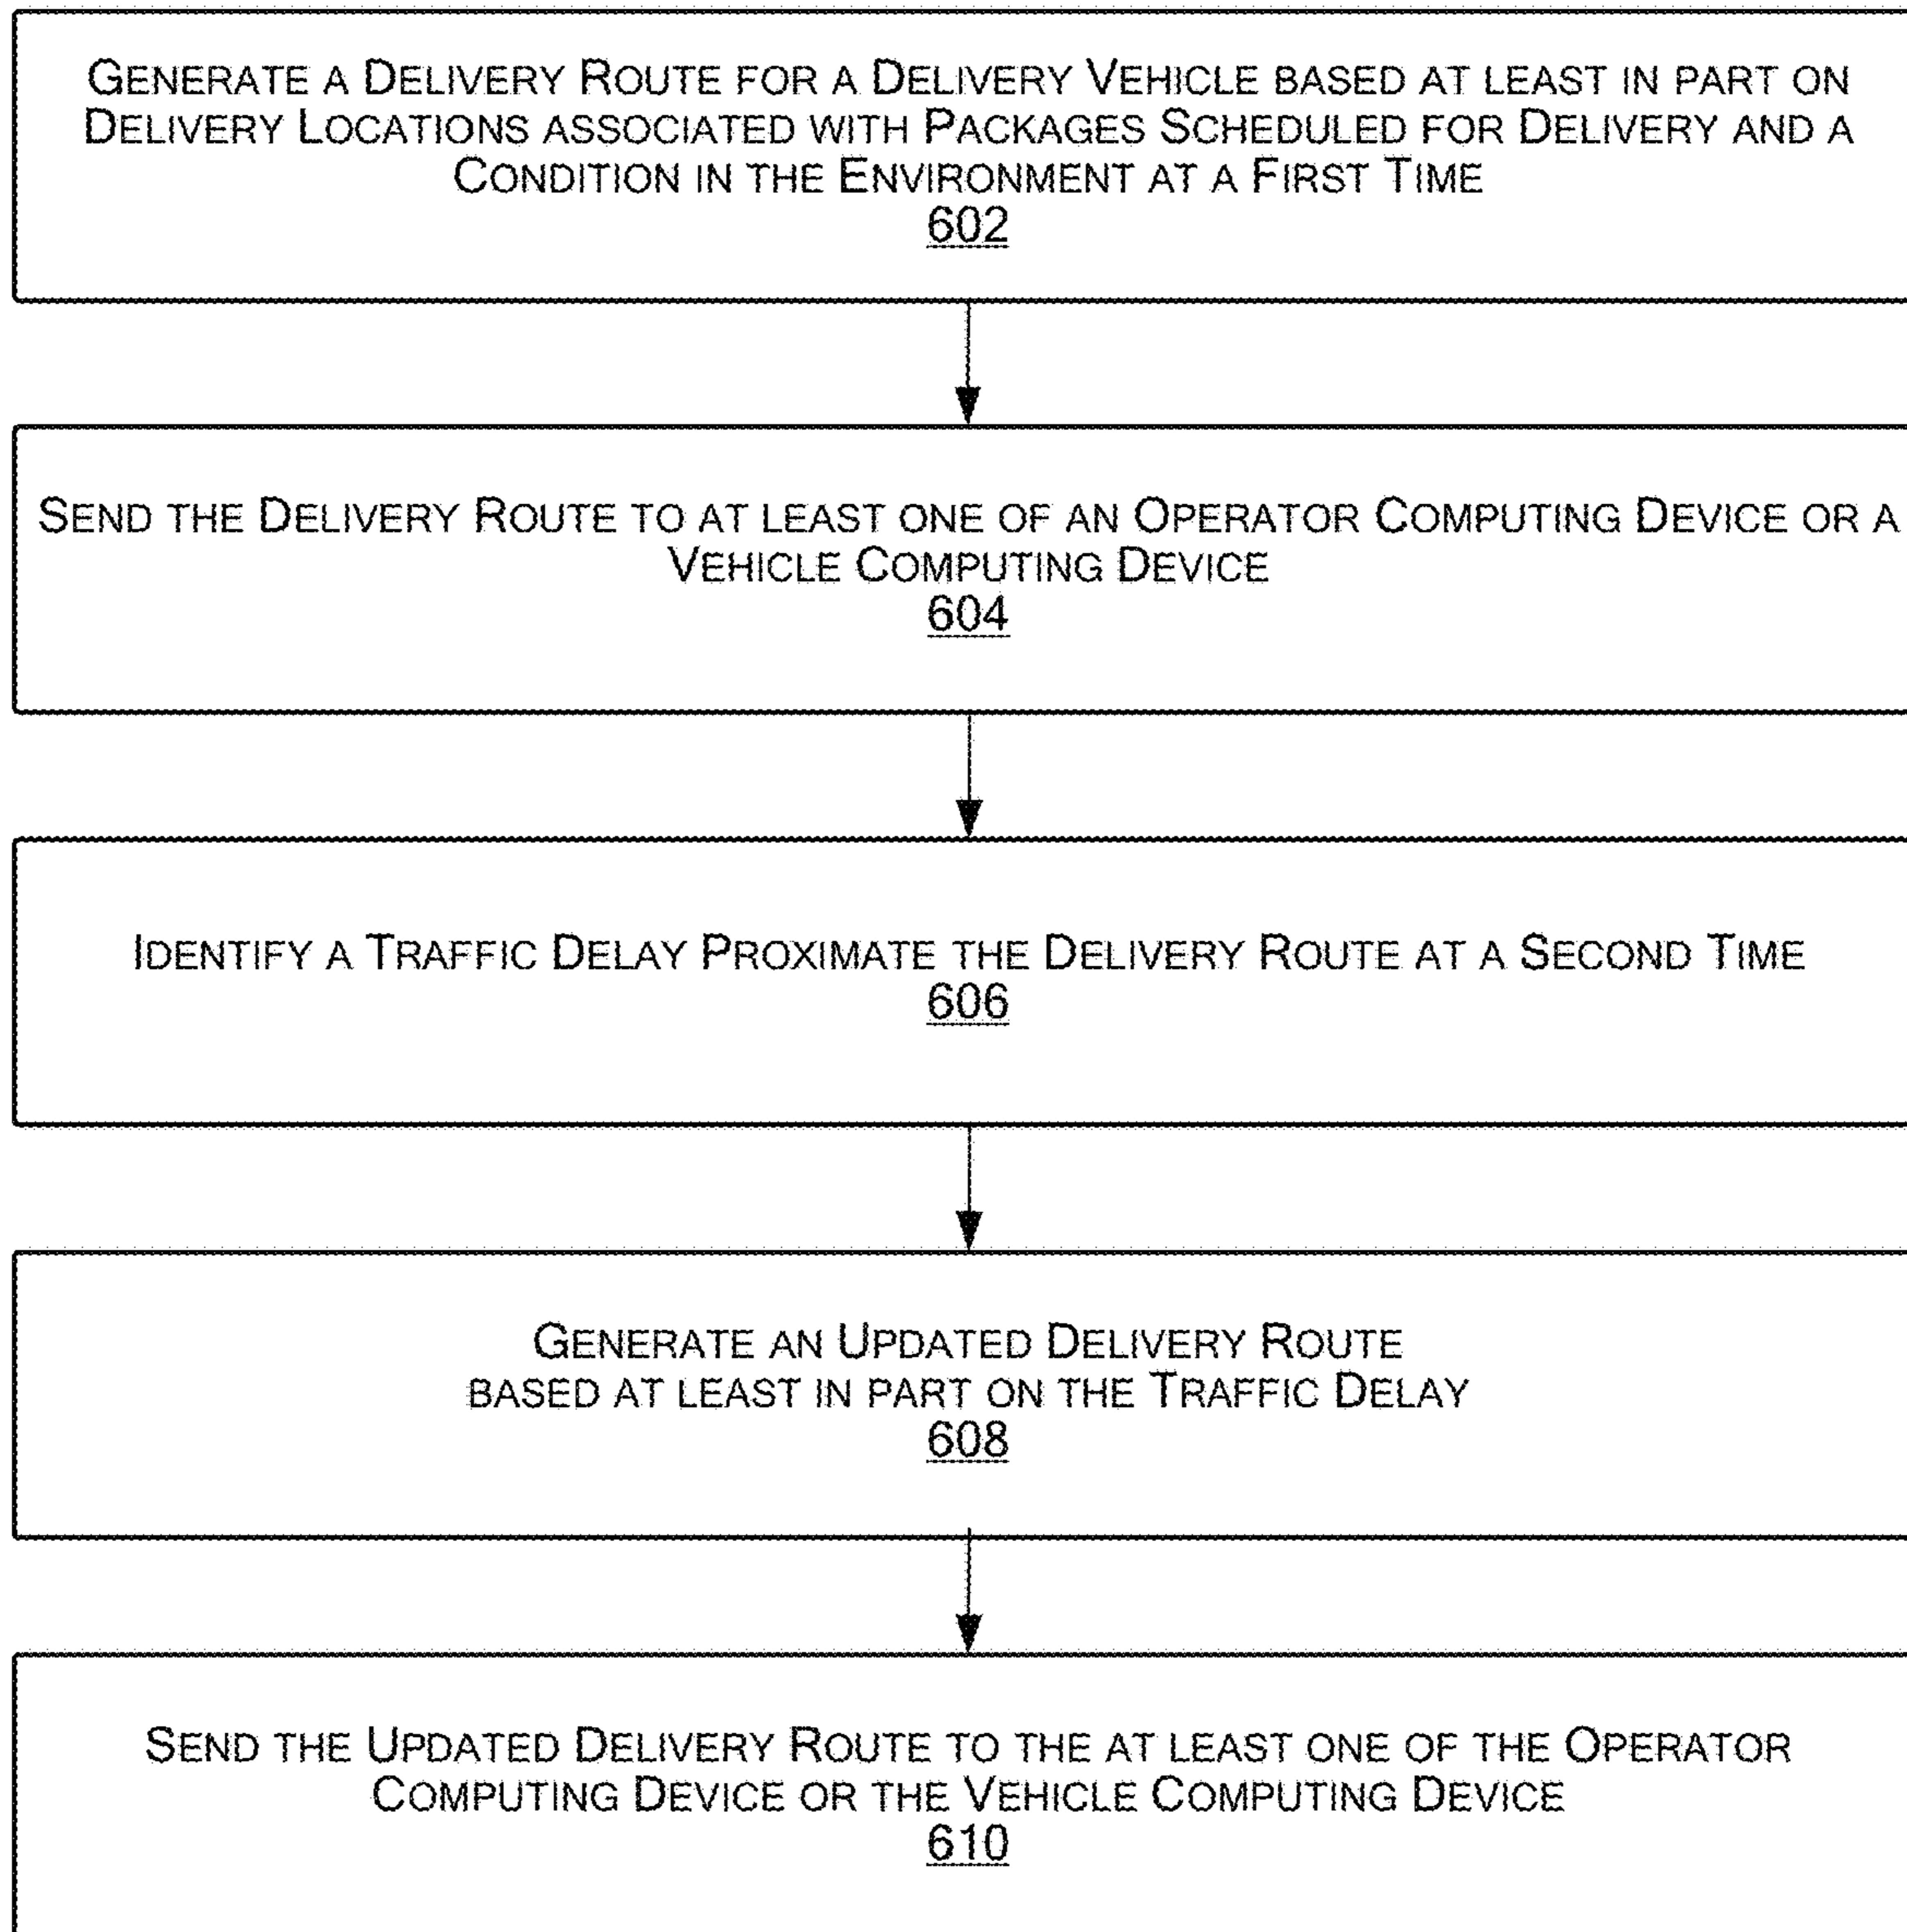 GENERATE A DELIVERY ROUTE FOR A DELIVERY VEHICLE BASED AT LEAST IN PART ON
DELIVERY LOCATIONS ASSOCIATED WITH PACKAGES SCHEDULED FOR DELIVERY AND A
CONDITION IN THE ENVIRONMENT AT A FIRST TIME
602
SEND THE DELIVERY ROUTE TO AT LEAST ONE OF AN OPERATOR COMPUTING DEVICE OR A
VEHICLE COMPUTING DEVICE
604
IDENTIFY A TRAFFIC DELAY PROXIMATE THE DELIVERY ROUTE AT A SECOND TIME
606
GENERATE AN UPDATED DELIVERY ROUTE
BASED AT LEAST IN PART ON THE TRAFFIC DELAY
608
SEND THE UPDATED DELIVERY ROUTE TO THE AT LEAST ONE OF THE OPERATOR
COMPUTING DEVICE OR THE VEHICLE COMPUTING DEVICE
610